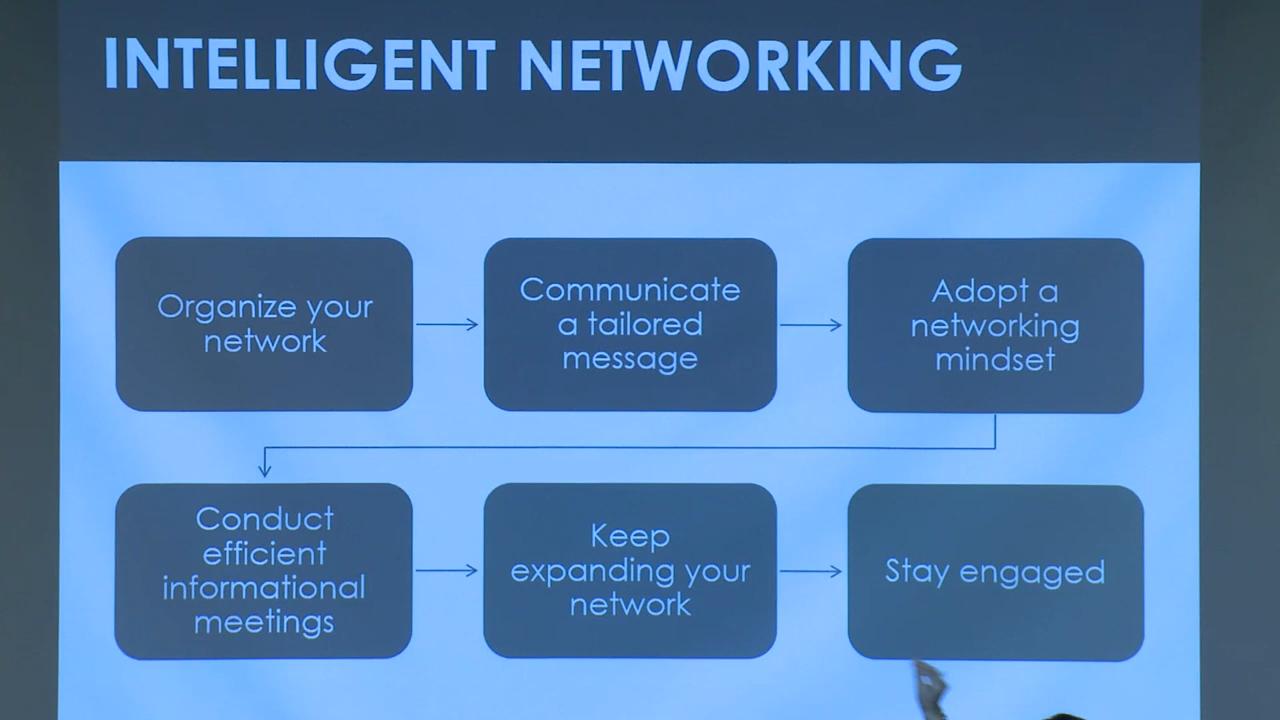 INTELLIGENT NETWORKING
Organize your
network
Communicate
a tailored
message
Adopt a
networking
mindset
Conduct
efficient
informational
meetings
Keep
expanding your
network
Stay engaged